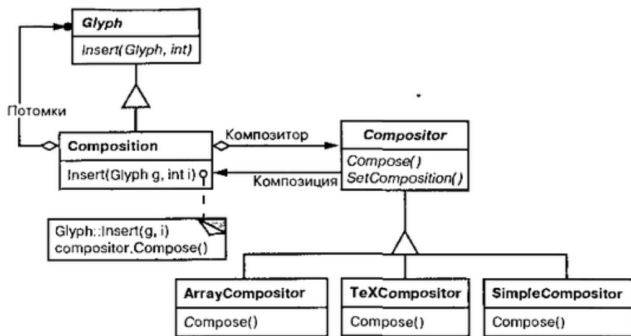 Glyph
Insert(Glyph, int)
Потомки
Composition
Insert(Glyph g, int i)
Композитор
Композиция
Compositor
Compose()
SetComposition()
Glyph::Insert(g, i)
compositor.Compose()
ArrayCompositor
Compose()
TeXCompositor
Compose()
SimpleCompositor
Compose()